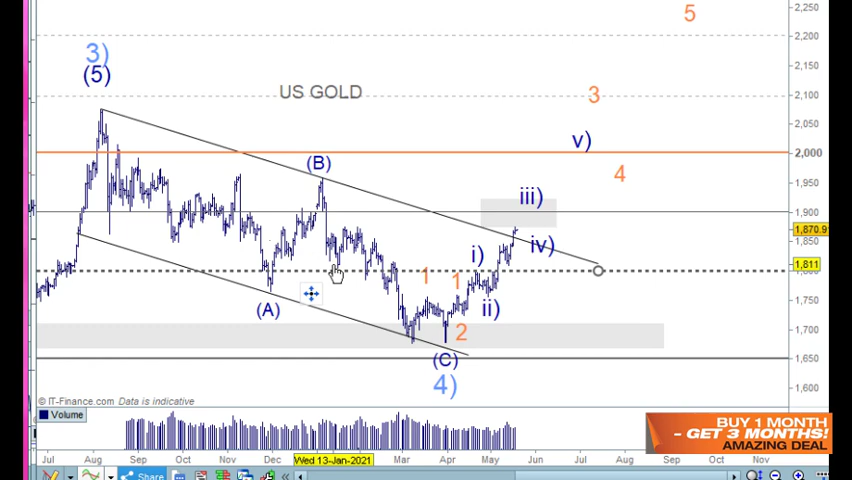 5
2,250
2,200
2,150
3)
(5)
US GOLD
3
2,100
2,050
v)
2,000
(B)
4
1,950
iii)
1,900
1,870.9
iv)
1,850
i)
1,811
1
1
(A)
ii)
1,750
2
1,700
(C)
1,650
4)
1,600
© IT-Finance.com Data is indicative
Volume
BUY 1 MONTH
- GET 3 MONTHS!
AMAZING DEAL
Jul Aug Sep Oct Nov Dec Wed 13-Jan-2021 Mar Apr May Jun Jul Aug Sep Oct Nov
Share